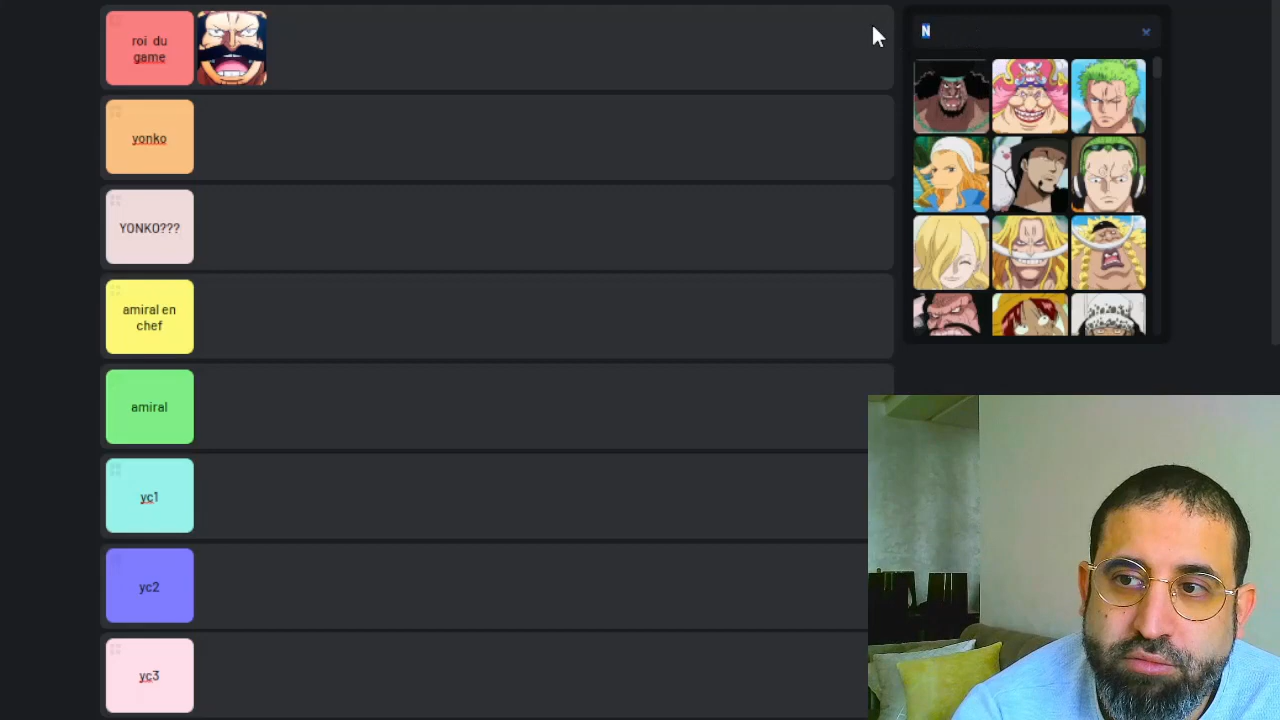 roi du
game
N
yonko
YONKO???
amiral en
chef
amiral
yc1
yc2
yc3